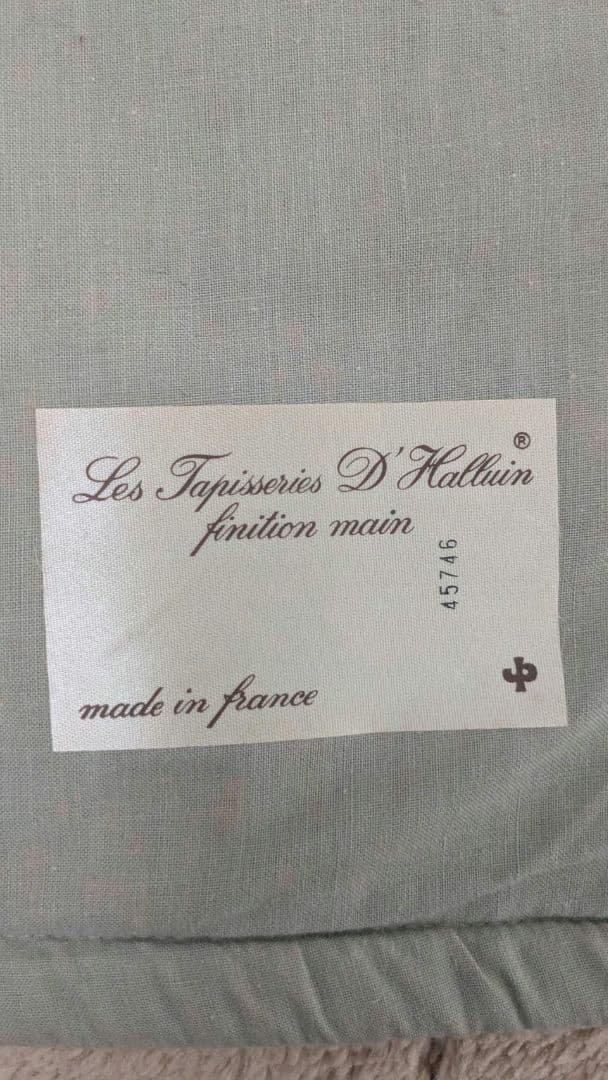 Les Tapisseries D'Halluin ®
finition main
45746
made in france